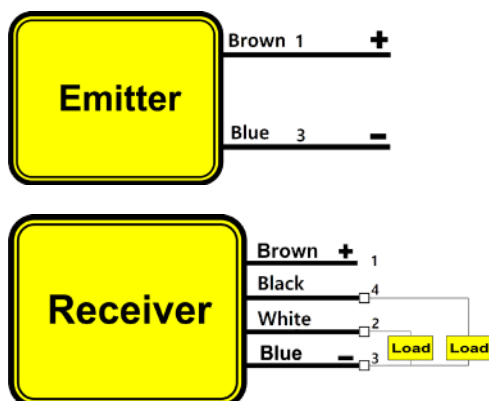 Brown 1 +
Emitter
Blue 3 -
Brown + 1
Black 4
Receiver
White 2
Load Load
Blue - 3